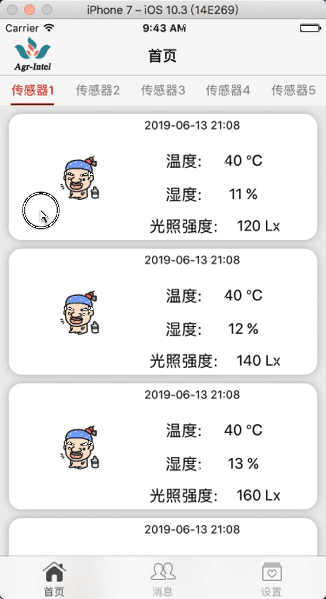 iPhone 7 – iOS 10.3 (14E269)
Carrier 9:43 AM
Agr-Intel
首页
传感器1 传感器2 传感器3 传感器4 传感器5
2019-06-13 21:08
温度: 40 ℃
湿度: 11 %
光照强度: 120 Lx
2019-06-13 21:08
温度: 40 ℃
湿度: 12 %
光照强度: 140 Lx
2019-06-13 21:08
温度: 40 ℃
湿度: 13 %
光照强度: 160 Lx
2019-06-13 21:08
首页 消息 设置